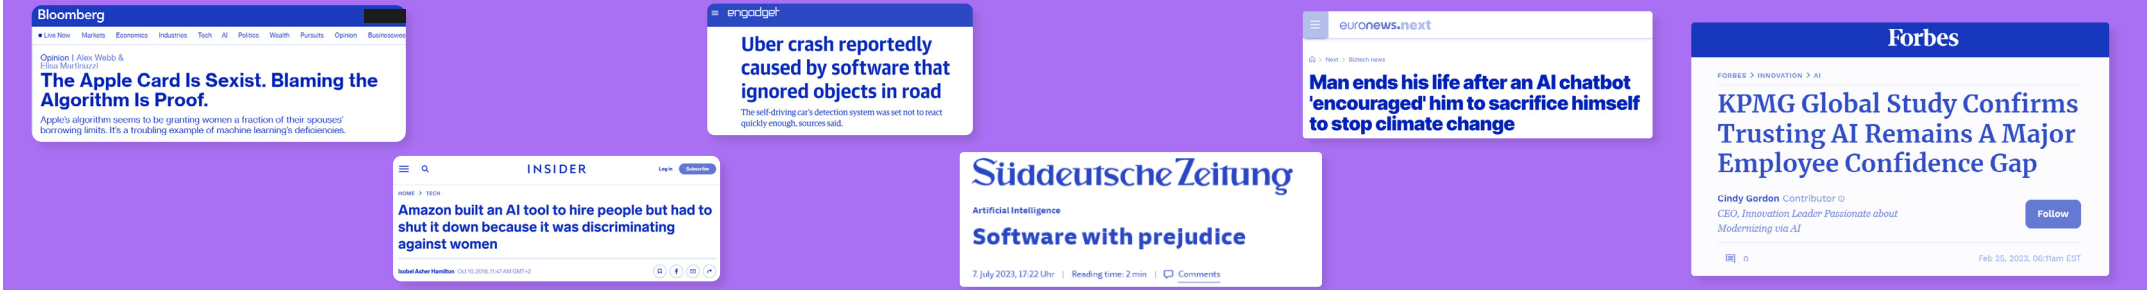 Bloomberg
Live Now Markets Economics Industries Tech AI Politics Wealth Pursuits Opinion Businesswee
Opinion | Alex Webb &
Elisa Martinuzzi
The Apple Card Is Sexist. Blaming the
Algorithm Is Proof.
Apple's algorithm seems to be granting women a fraction of their spouses'
borrowing limits. It's a troubling example of machine learning's deficiencies.
INSIDER
Log in Subscribe
HOME > TECH
Amazon built an AI tool to hire people but had to
shut it down because it was discriminating
against women
Isobel Asher Hamilton Oct 10, 2018, 11:47 AM GMT+2
engadget
Uber crash reportedly
caused by software that
ignored objects in road
The self-driving car's detection system was set not to react
quickly enough, sources said.
Süddeutsche Zeitung
Artificial Intelligence
Software with prejudice
7. July 2023, 17:22 Uhr | Reading time: 2 min | Comments
euronews.next
> Next > Biztech news
Man ends his life after an AI chatbot
'encouraged' him to sacrifice himself
to stop climate change
Forbes
FORBES > INNOVATION > AI
KPMG Global Study Confirms
Trusting AI Remains A Major
Employee Confidence Gap
Cindy Gordon Contributor
CEO, Innovation Leader Passionate about
Modernizing via AI
Follow
0
Feb 25, 2023, 06:11am EST